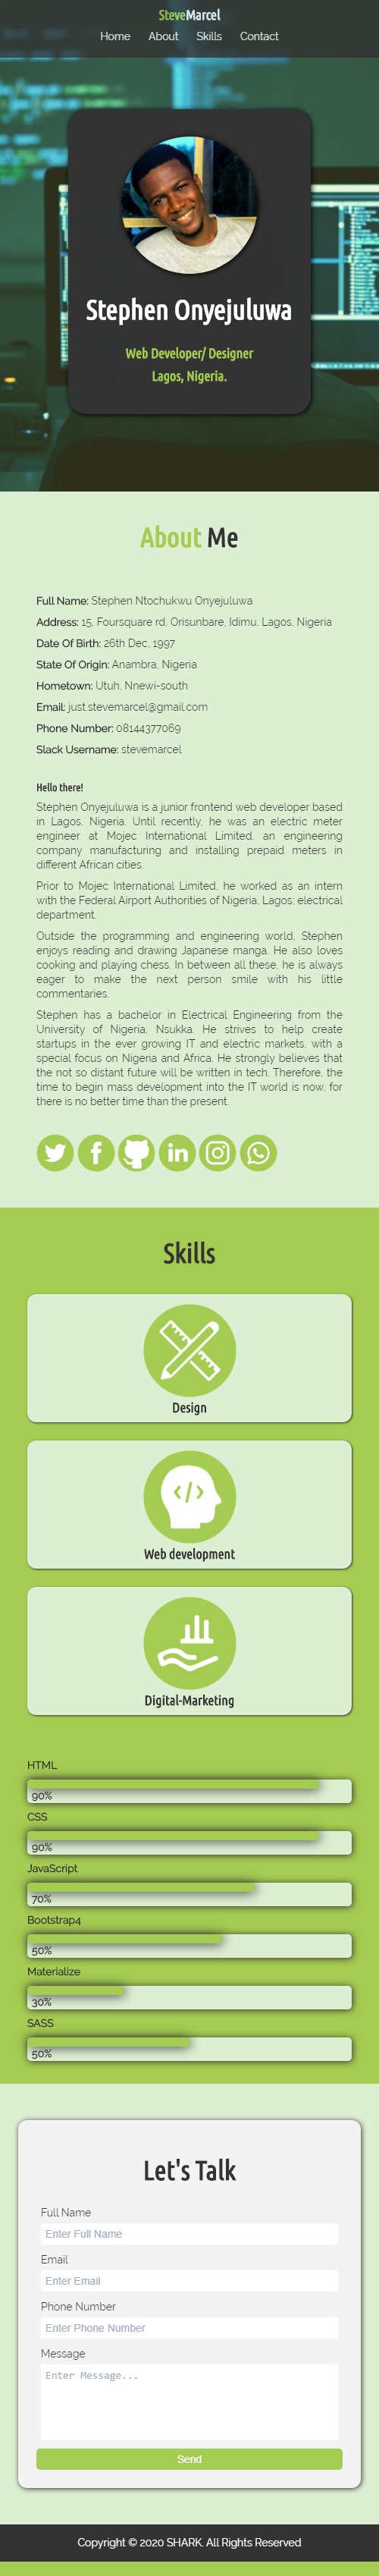 SteveMarcel
Home About Skills Contact
Stephen Onyejuluwa
Web Developer/ Designer
Lagos, Nigeria.
About Me
Full Name: Stephen Ntochukwu Onyejuluwa
Address: 15, Foursquare rd, Orisunbare, Idimu, Lagos, Nigeria
Date Of Birth: 26th Dec, 1997
State Of Origin: Anambra, Nigeria
Hometown: Utuh, Nnewi-south
Email: just.stevemarcel@gmail.com
Phone Number: 08144377069
Slack Username: stevemarcel
Hello there!
Stephen Onyejuluwa is a junior frontend web developer based
in Lagos, Nigeria. Until recently, he was an electric meter
engineer at Mojec International Limited, an engineering
company manufacturing and installing prepaid meters in
different African cities.
Prior to Mojec International Limited, he worked as an intern
with the Federal Airport Authorities of Nigeria, Lagos; electrical
department.
Outside the programming and engineering world, Stephen
enjoys reading and drawing Japanese manga. He also loves
cooking and playing chess. In between all these, he is always
eager to make the next person smile with his little
commentaries.
Stephen has a bachelor in Electrical Engineering from the
University of Nigeria, Nsukka. He strives to help create
startups in the ever growing IT and electric markets, with a
special focus on Nigeria and Africa. He strongly believes that
the not so distant future will be written in tech. Therefore, the
time to begin mass development into the IT world is now, for
there is no better time than the present.
Skills
Design
Web development
Digital-Marketing
HTML
90%
CSS
90%
JavaScript
70%
Bootstrap4
50%
Materialize
30%
SASS
50%
Let's Talk
Full Name
Enter Full Name
Email
Enter Email
Phone Number
Enter Phone Number
Message
Enter Message...
Send
Copyright © 2020 SHARK. All Rights Reserved